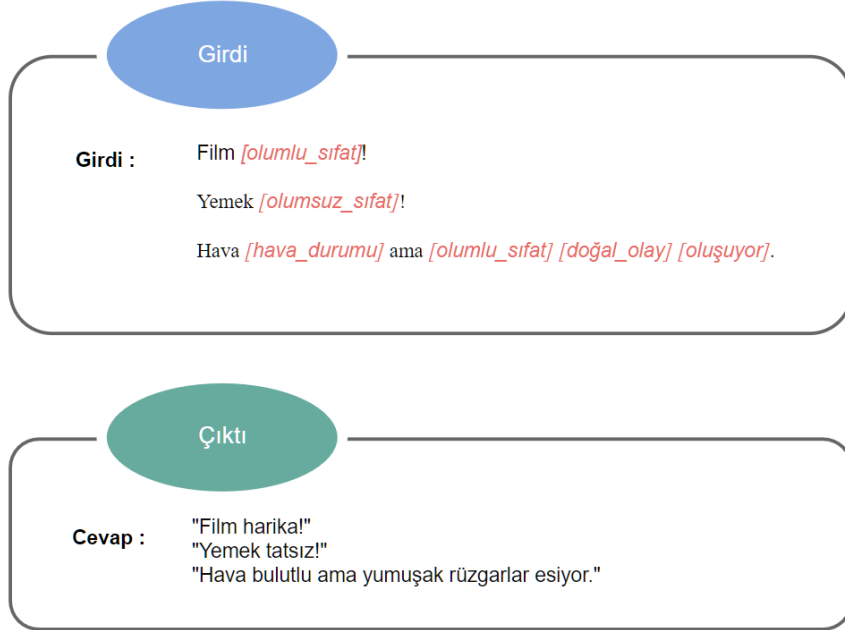 Girdi
Girdi :
Film [olumlu_sıfat]!
Yemek [olumsuz_sıfat]!
Hava [hava_durumu] ama [olumlu_sıfat] [doğal_olay] [oluşuyor].
Çıktı
Cevap :
"Film harika!"
"Yemek tatsız!"
"Hava bulutlu ama yumuşak rüzgarlar esiyor."